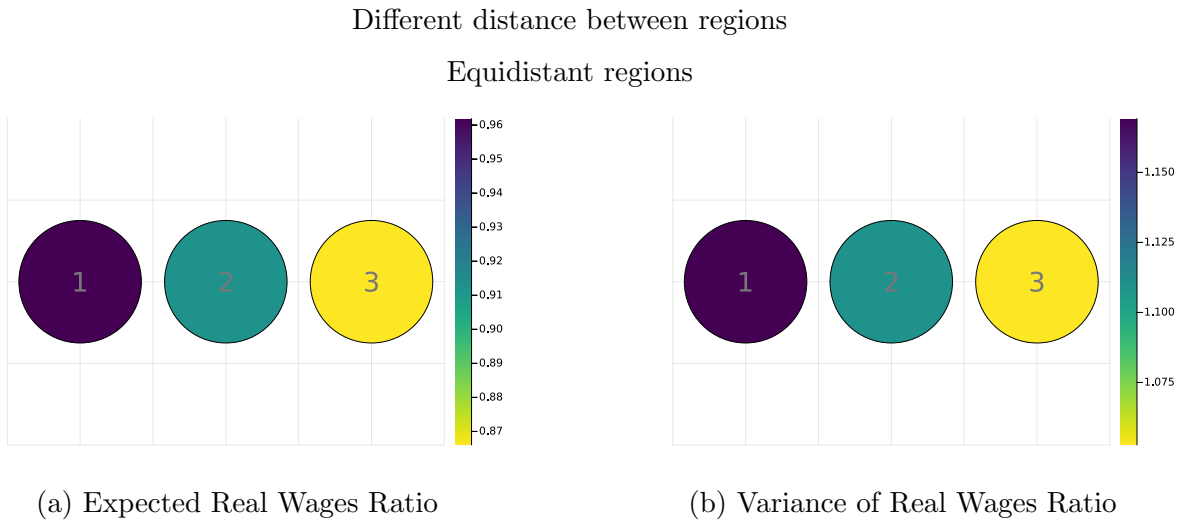 Different distance between regions
Equidistant regions
1 2 3
0.96
0.95
0.94
0.93
0.92
0.91
0.90
0.89
0.88
0.87
(a) Expected Real Wages Ratio
1 2 3
1.150
1.125
1.100
1.075
(b) Variance of Real Wages Ratio